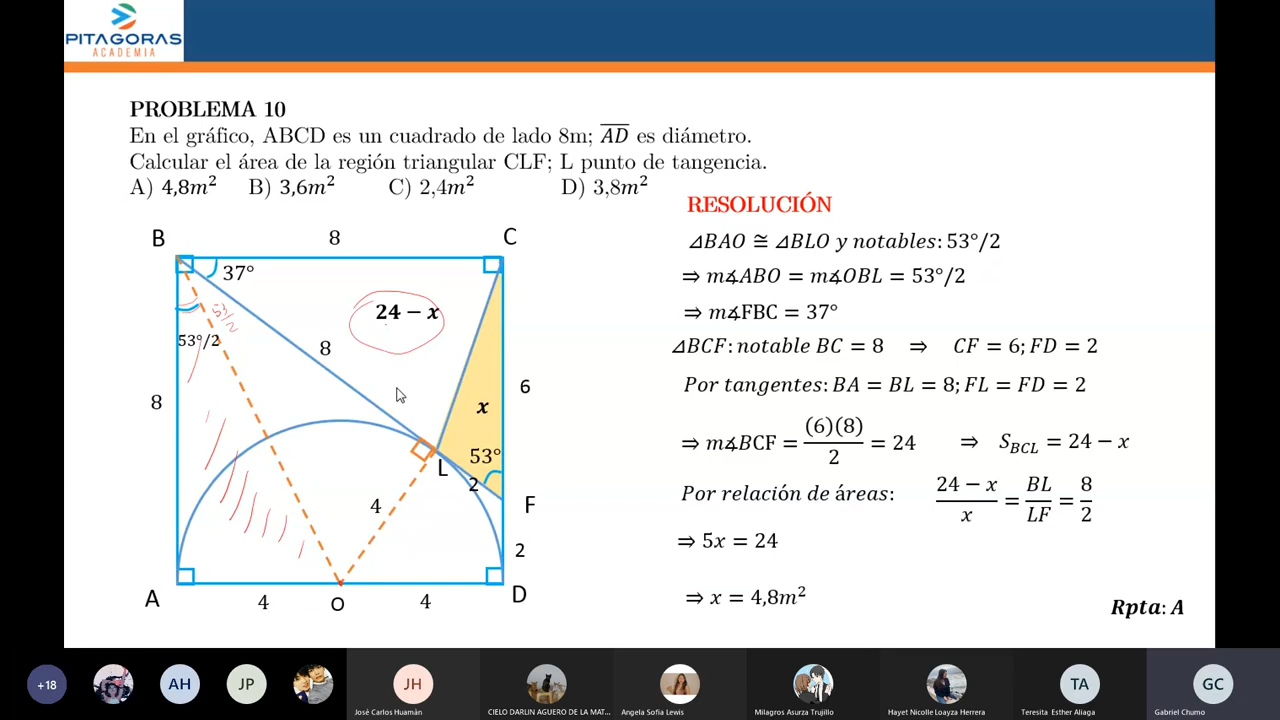 PITAGORAS
ACADEMIA
PROBLEMA 10
En el gráfico, ABCD es un cuadrado de lado 8m; AD es diámetro.
Calcular el área de la región triangular CLF; L punto de tangencia.
A) 4,8m² B) 3,6m² C) 2,4m² D) 3,8m²
RESOLUCIÓN
⊿BAO ≅ ⊿BLO y notables: 53°/2
⇒ m∡ABO = m∡OBL = 53°/2
⇒ m∡FBC = 37°
⊿BCF: notable BC = 8 ⇒ CF = 6; FD = 2
Por tangentes: BA = BL = 8; FL = FD = 2
⇒ m∡BCF = (6)(8)/2 = 24 ⇒ S_BCL = 24 − x
Por relación de áreas: 24 − x/x = BL/LF = 8/2
⇒ 5x = 24
⇒ x = 4,8m²
Rpta: A
B 8 C
37°
24 − x
53/2
53°/2
8
8
6
x
53°
L
2
F
4
2
A 4 O 4 D
+18
AH
JP
JH
José Carlos Huamán
CIELO DARLIN AGUERO DE LA MAT...
Angela Sofia Lewis
Milagros Asurza Trujillo
Hayet Nicolle Loayza Herrera
TA
Teresita Esther Aliaga
GC
Gabriel Chumo